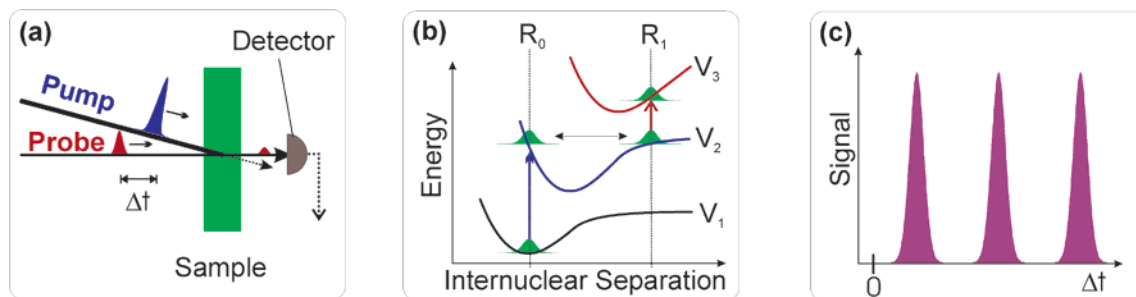 (a)
Detector
Pump
Probe
Δt
Sample
(b)
R₀
R₁
V₃
V₂
V₁
Energy
Internuclear Separation
(c)
Signal
0
Δt